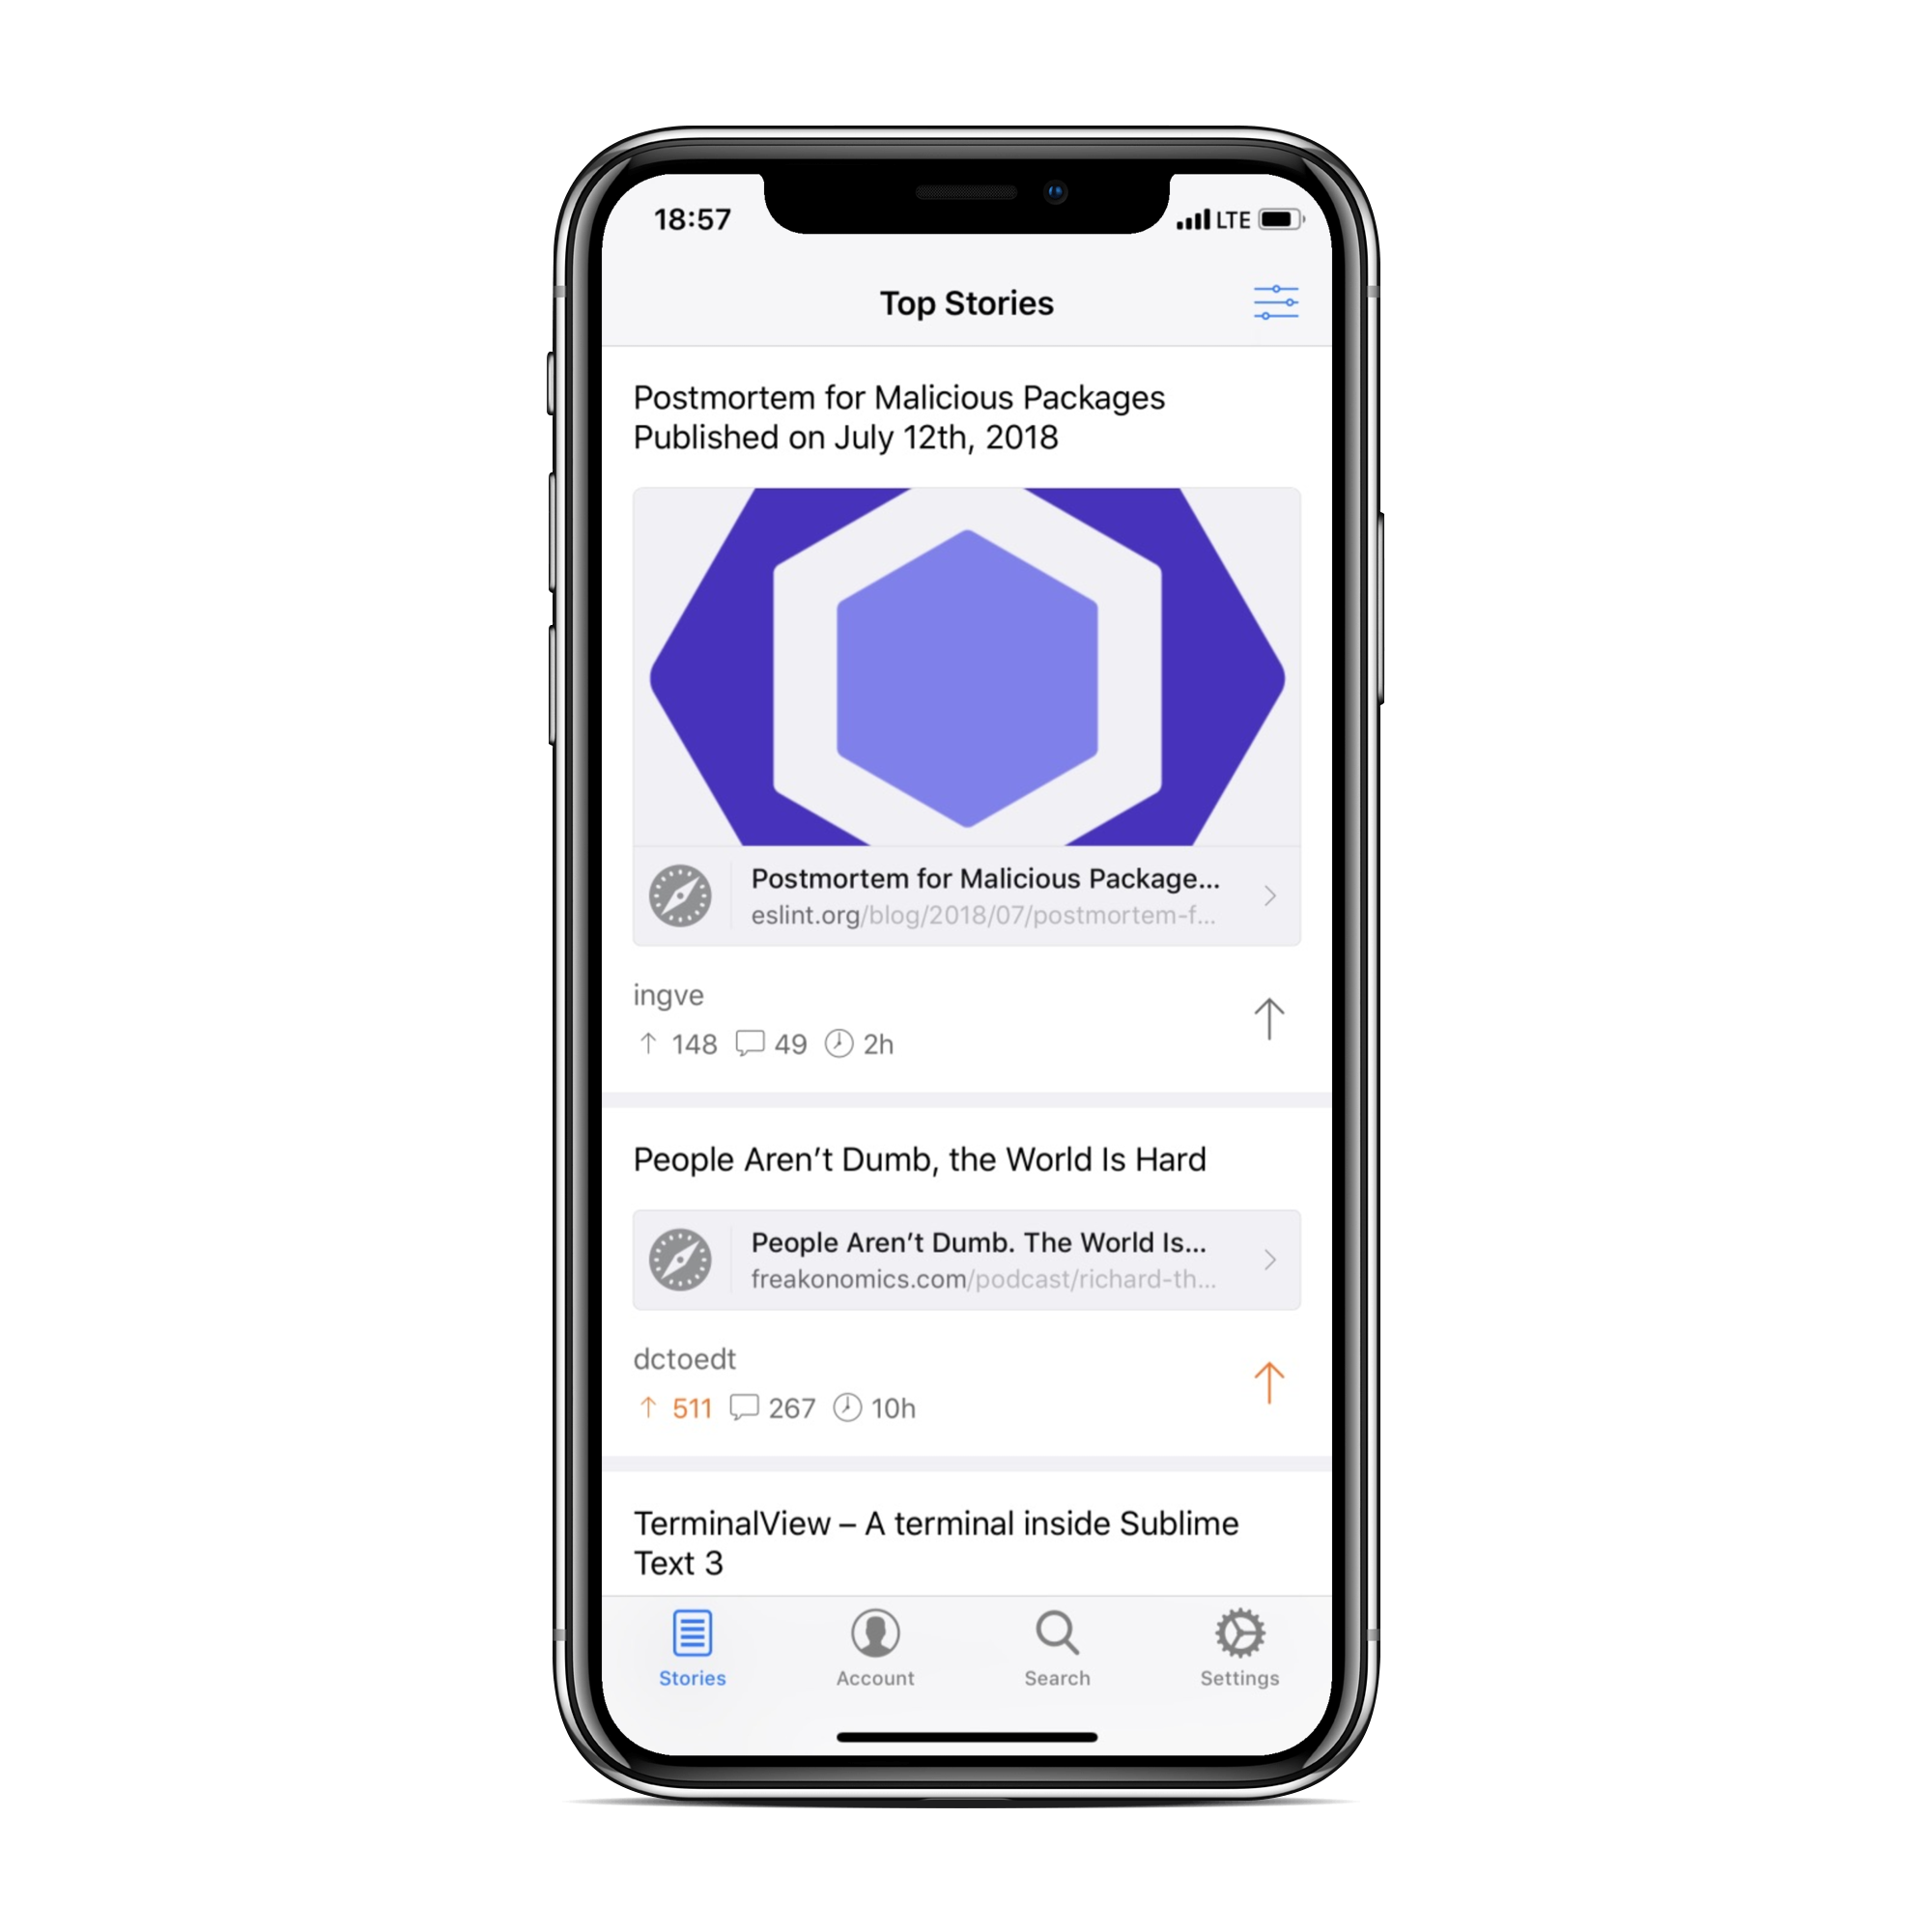 18:57
LTE
Top Stories
Postmortem for Malicious Packages
Published on July 12th, 2018
Postmortem for Malicious Package...
eslint.org/blog/2018/07/postmortem-f...
ingve
148 49 2h
People Aren’t Dumb, the World Is Hard
People Aren’t Dumb. The World Is...
freakonomics.com/podcast/richard-th...
dctoedt
511 267 10h
TerminalView – A terminal inside Sublime
Text 3
Stories Account Search Settings